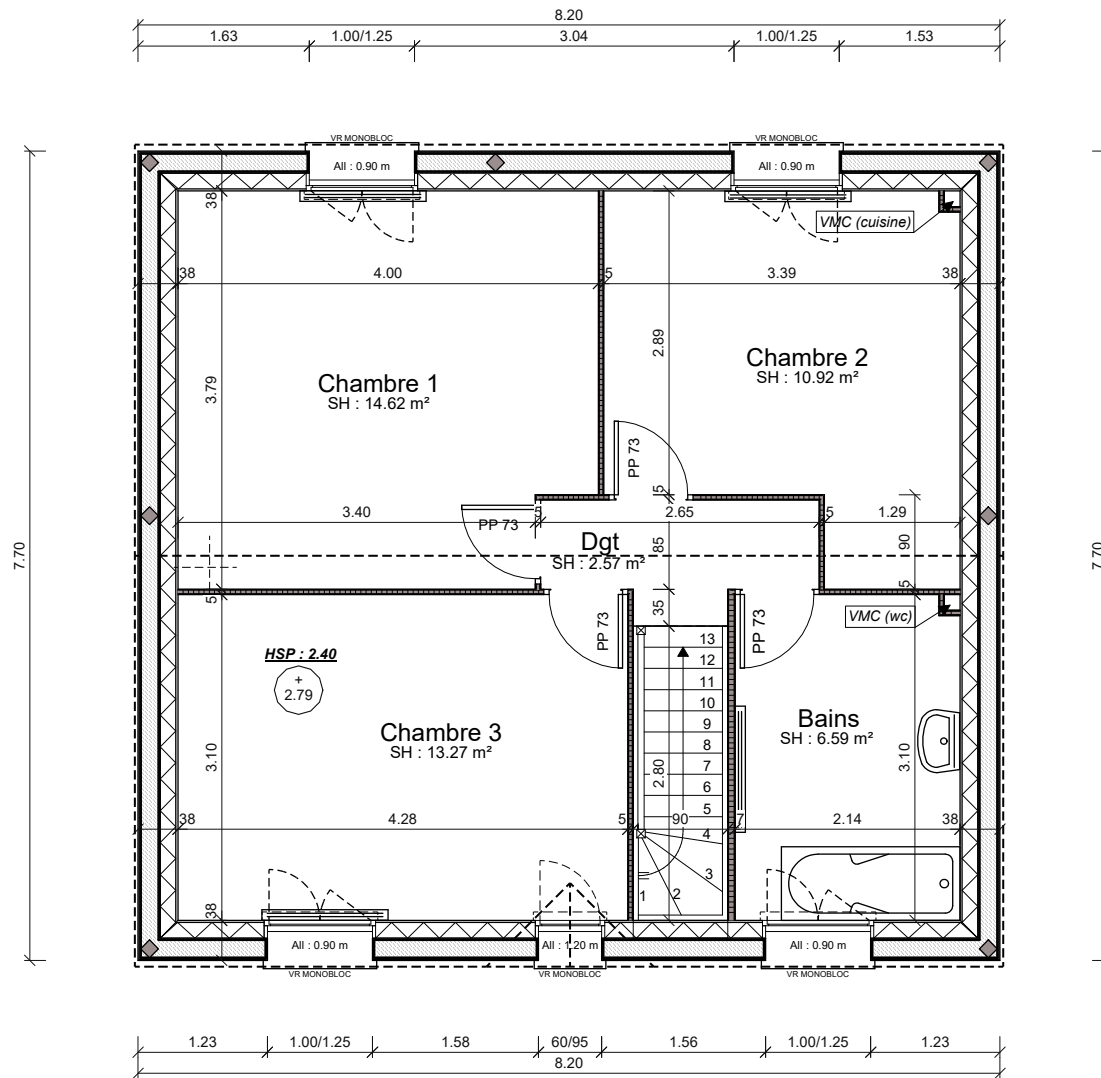 8.20
1.63 1.00/1.25 3.04 1.00/1.25 1.53
VR MONOBLOC VR MONOBLOC
All : 0.90 m All : 0.90 m
38
VMC (cuisine)
38 4.00 5 3.39 38
2.89
Chambre 2
SH : 10.92 m²
Chambre 1
SH : 14.62 m²
3.79
PP 73
5
3.40 5 2.65 5 1.29
PP 73
Dgt
SH : 2.57 m²
85
90
7.70
7.70
5
5
35
VMC (wc)
PP 73
PP 73
13
12
11
10
9
8
7
6
5
4
3
2
1
HSP : 2.40
+
2.79
Chambre 3
SH : 13.27 m²
Bains
SH : 6.59 m²
3.10
2.80
3.10
38 4.28 5 90 7 2.14 38
38
All : 0.90 m All : 1.20 m All : 0.90 m
VR MONOBLOC VR MONOBLOC VR MONOBLOC
1.23 1.00/1.25 1.58 60/95 1.56 1.00/1.25 1.23
8.20